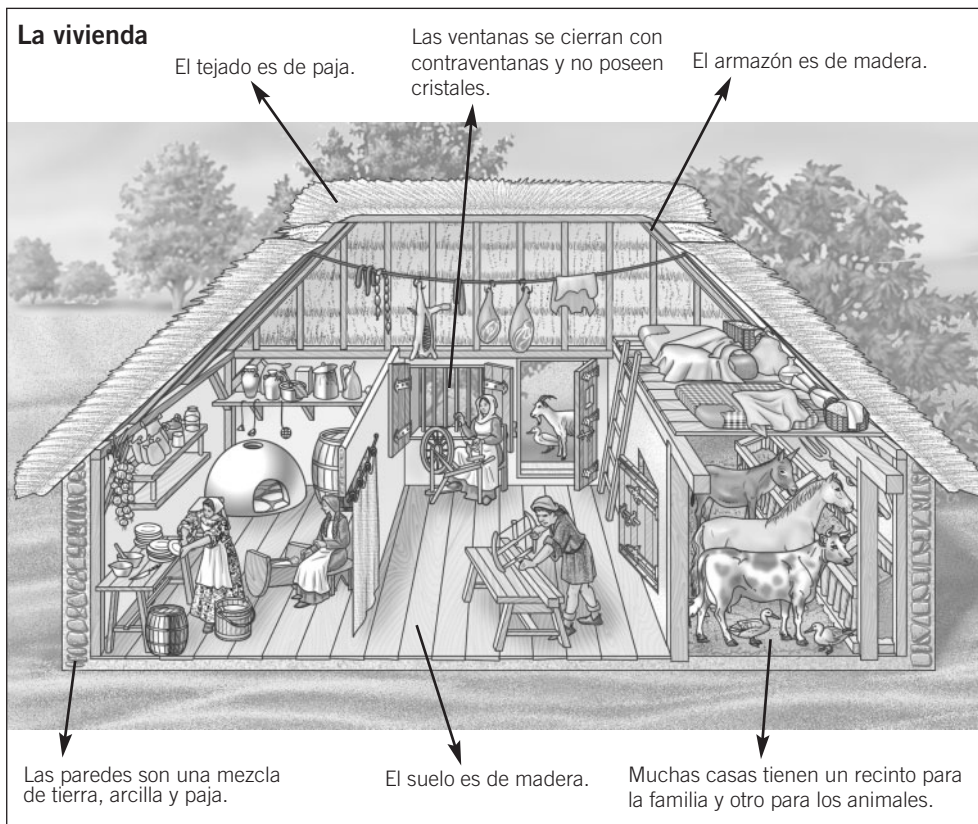 La vivienda
El tejado es de paja.
Las ventanas se cierran con
contraventanas y no poseen
cristales.
El armazón es de madera.
Las paredes son una mezcla
de tierra, arcilla y paja.
El suelo es de madera.
Muchas casas tienen un recinto para
la familia y otro para los animales.